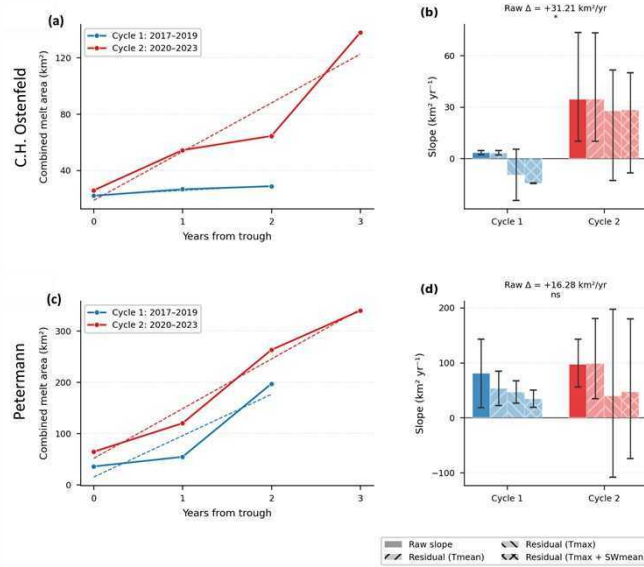 (a)
Cycle 1: 2017–2019
Cycle 2: 2020–2023
C.H. Ostenfeld
Combined melt area (km²)
120
80
40
0
1
2
3
Years from trough
(b)
Raw Δ = +31.21 km²/yr
*
Slope (km² yr⁻¹)
60
30
0
Cycle 1
Cycle 2
(c)
Cycle 1: 2017–2019
Cycle 2: 2020–2023
Petermann
Combined melt area (km²)
300
200
100
0
0
1
2
3
Years from trough
(d)
Raw Δ = +16.28 km²/yr
ns
Slope (km² yr⁻¹)
200
100
0
−100
Cycle 1
Cycle 2
Raw slope
Residual (Tmean)
Residual (Tmax)
Residual (Tmax + SWmean